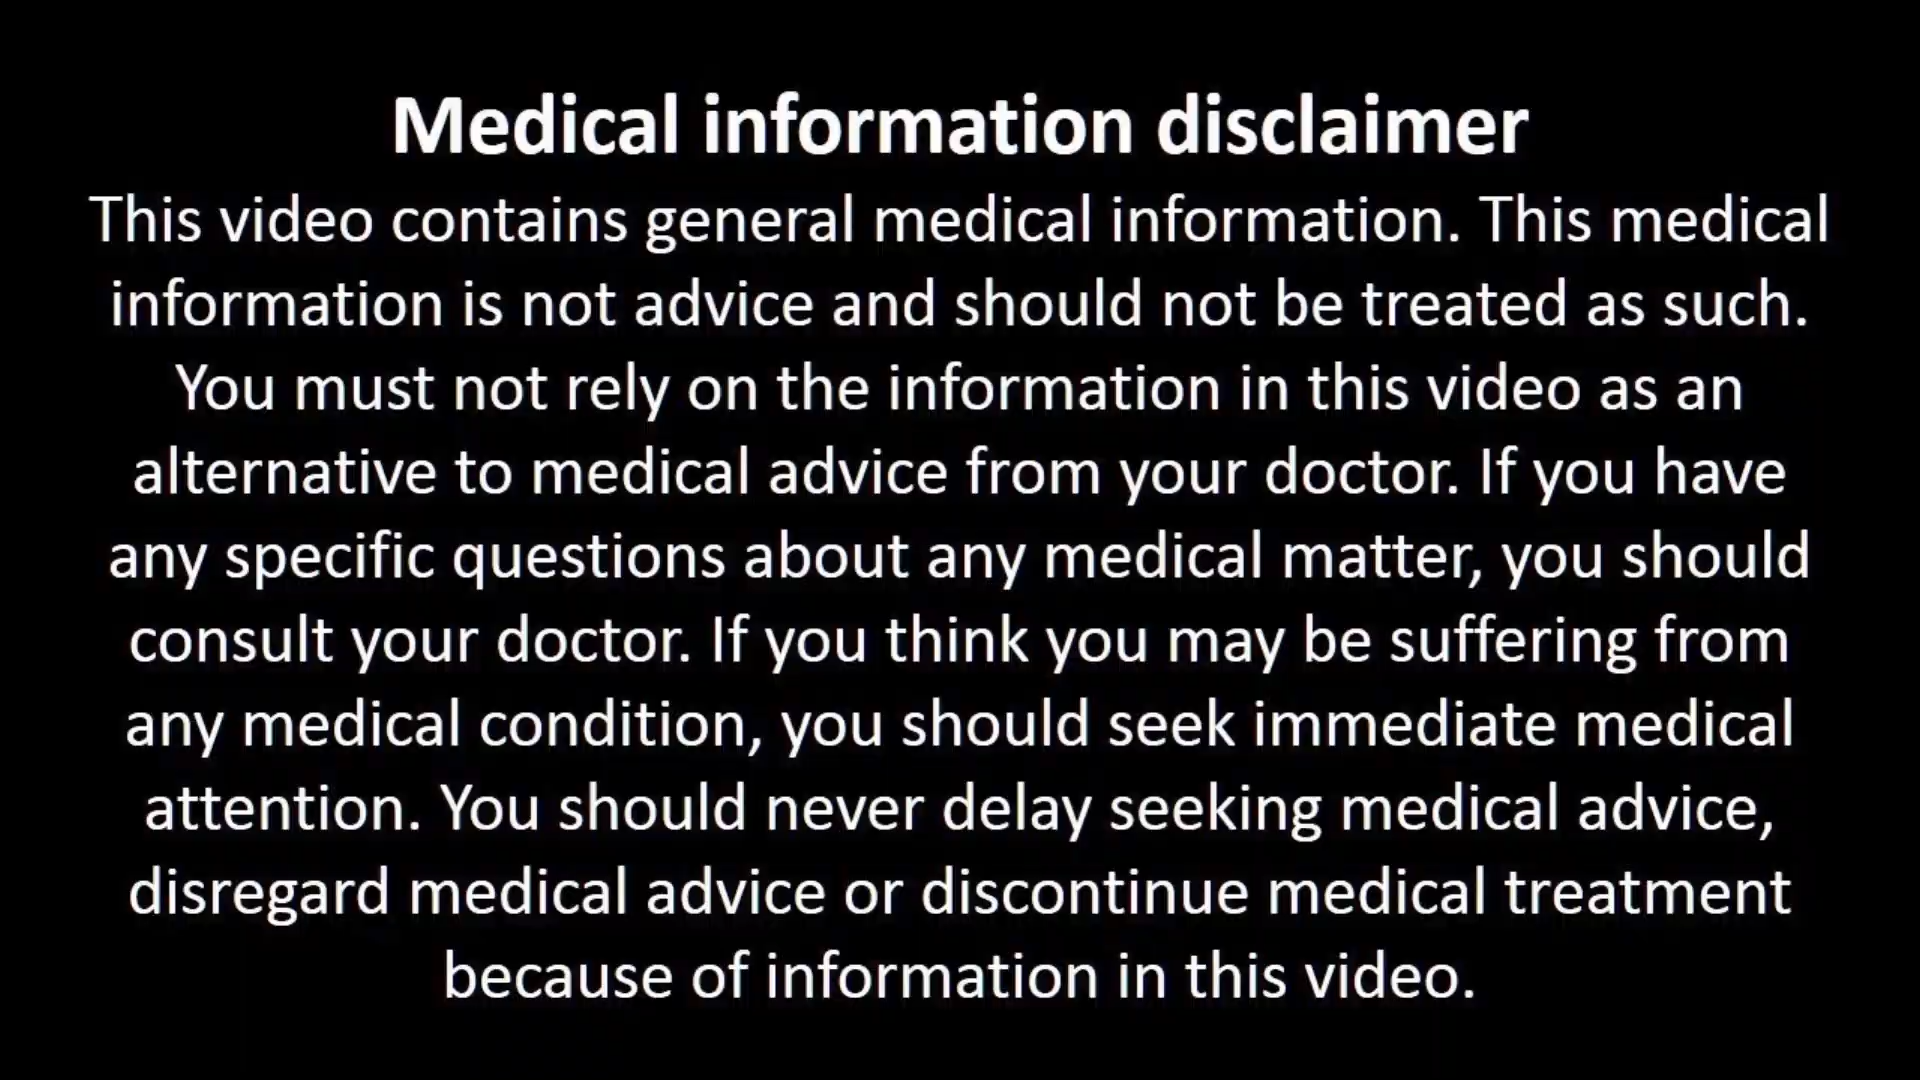 Medical information disclaimer
This video contains general medical information. This medical
information is not advice and should not be treated as such.
You must not rely on the information in this video as an
alternative to medical advice from your doctor. If you have
any specific questions about any medical matter, you should
consult your doctor. If you think you may be suffering from
any medical condition, you should seek immediate medical
attention. You should never delay seeking medical advice,
disregard medical advice or discontinue medical treatment
because of information in this video.